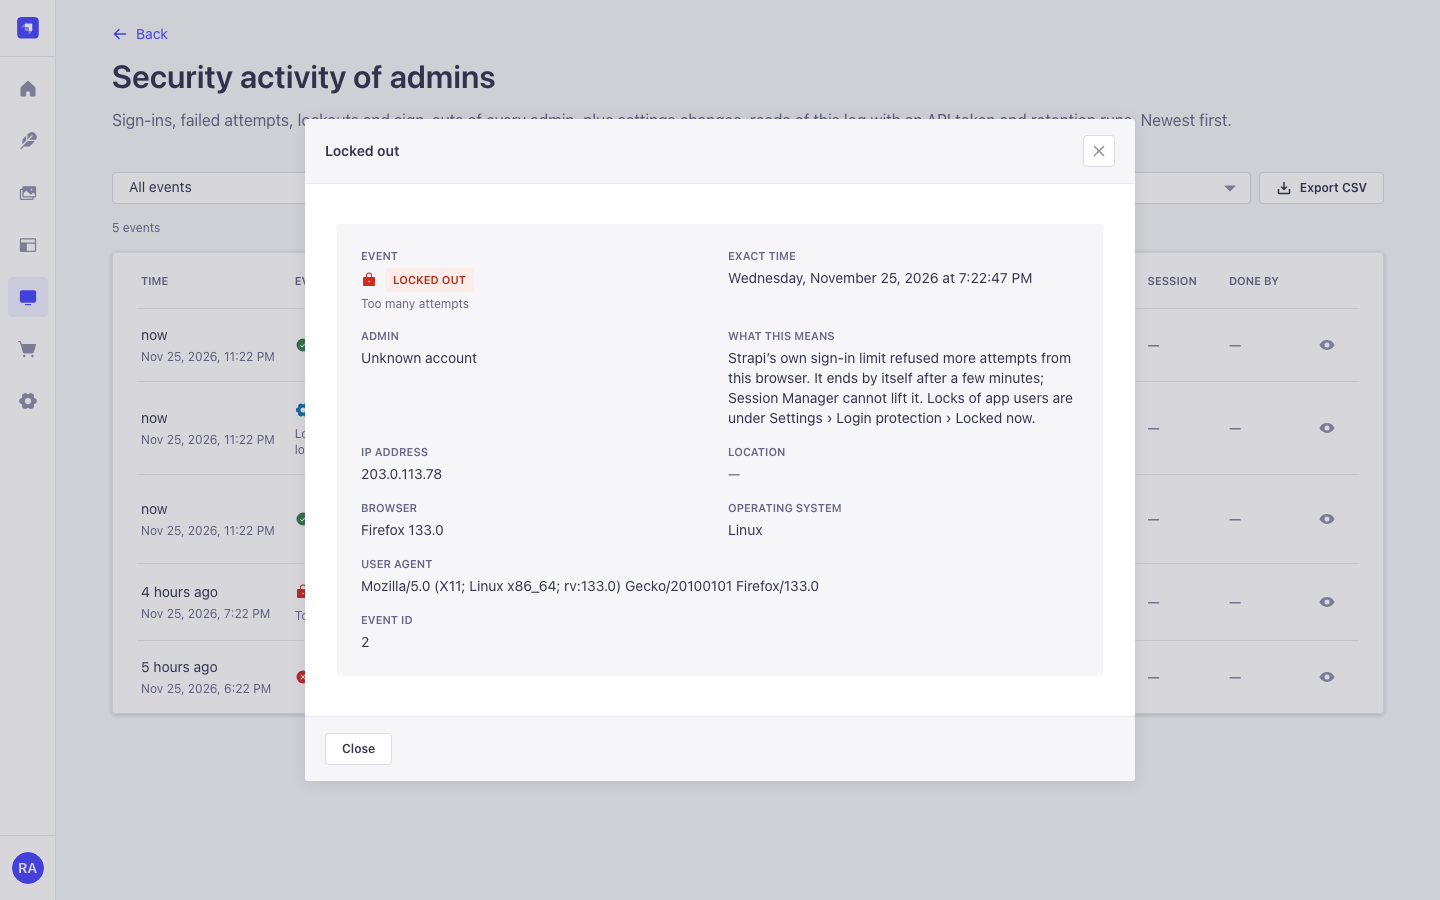 Back
Security activity of admins
Newest first.
Locked out
All events
Export CSV
5 events
TIME
SESSION
DONE BY
EVENT
LOCKED OUT
Too many attempts
EXACT TIME
Wednesday, November 25, 2026 at 7:22:47 PM
ADMIN
Unknown account
WHAT THIS MEANS
Strapi’s own sign-in limit refused more attempts from
this browser. It ends by itself after a few minutes;
Session Manager cannot lift it. Locks of app users are
under Settings › Login protection › Locked now.
IP ADDRESS
203.0.113.78
LOCATION
—
BROWSER
Firefox 133.0
OPERATING SYSTEM
Linux
USER AGENT
Mozilla/5.0 (X11; Linux x86_64; rv:133.0) Gecko/20100101 Firefox/133.0
EVENT ID
2
Close
now
Nov 25, 2026, 11:22 PM
— —
now
Nov 25, 2026, 11:22 PM
— —
now
Nov 25, 2026, 11:22 PM
— —
4 hours ago
Nov 25, 2026, 7:22 PM
— —
5 hours ago
Nov 25, 2026, 6:22 PM
— —
RA